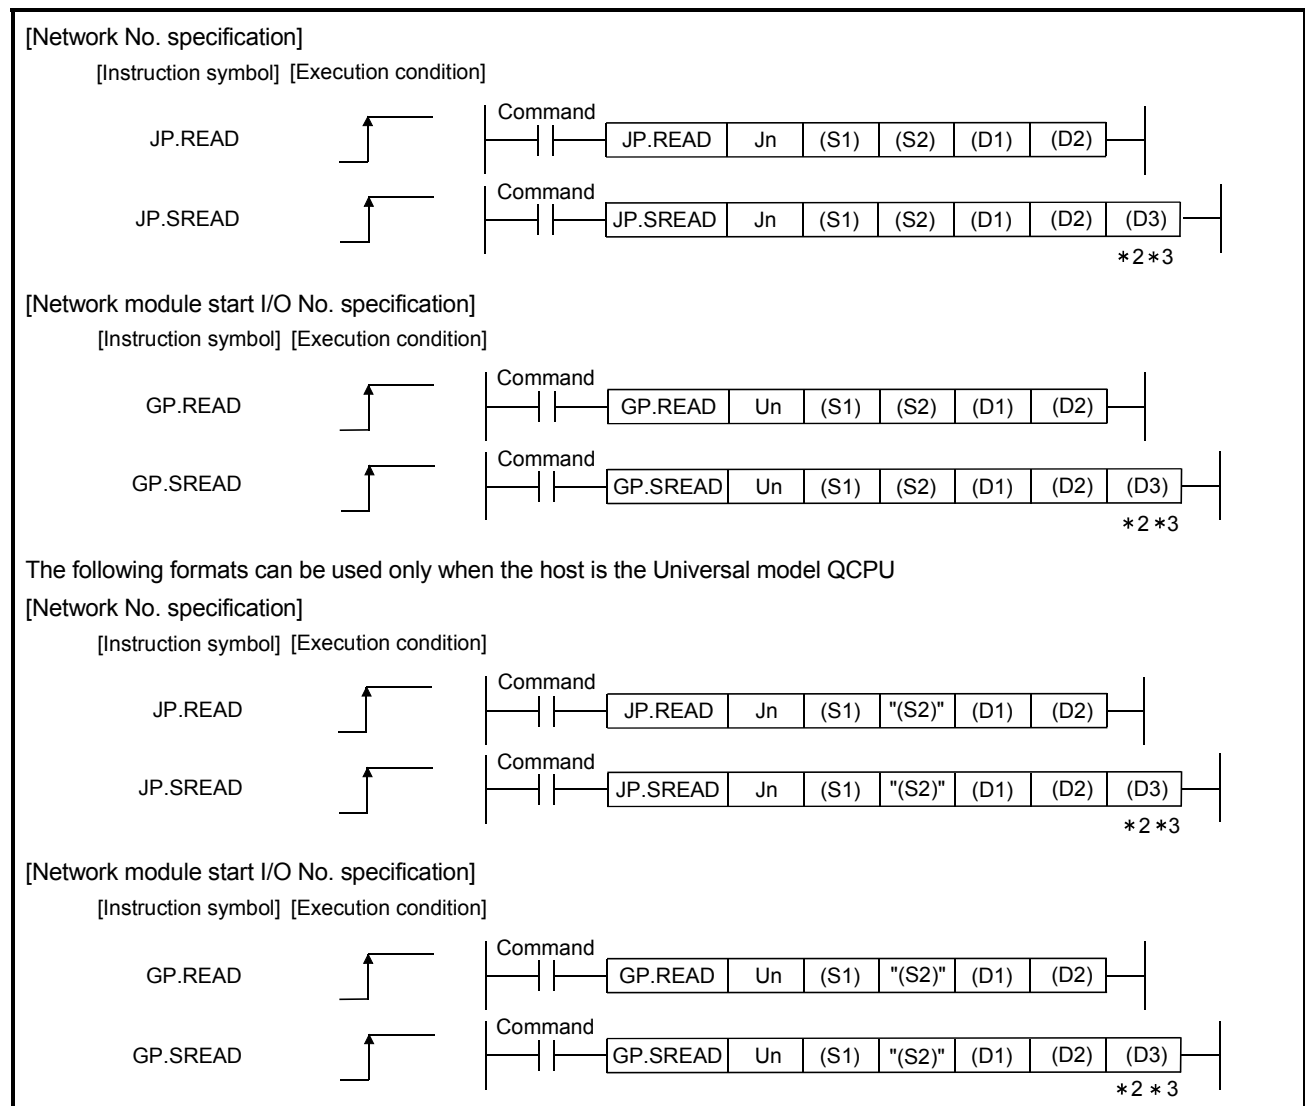 [Network No. specification]
[Instruction symbol] [Execution condition]
Command
JP.READ JP.READ Jn (S1) (S2) (D1) (D2)
Command
JP.SREAD JP.SREAD Jn (S1) (S2) (D1) (D2) (D3)
*2*3
[Network module start I/O No. specification]
[Instruction symbol] [Execution condition]
Command
GP.READ GP.READ Un (S1) (S2) (D1) (D2)
Command
GP.SREAD GP.SREAD Un (S1) (S2) (D1) (D2) (D3)
*2*3
The following formats can be used only when the host is the Universal model QCPU
[Network No. specification]
[Instruction symbol] [Execution condition]
Command
JP.READ JP.READ Jn (S1) "(S2)" (D1) (D2)
Command
JP.SREAD JP.SREAD Jn (S1) "(S2)" (D1) (D2) (D3)
*2*3
[Network module start I/O No. specification]
[Instruction symbol] [Execution condition]
Command
GP.READ GP.READ Un (S1) "(S2)" (D1) (D2)
Command
GP.SREAD GP.SREAD Un (S1) "(S2)" (D1) (D2) (D3)
*2 *3